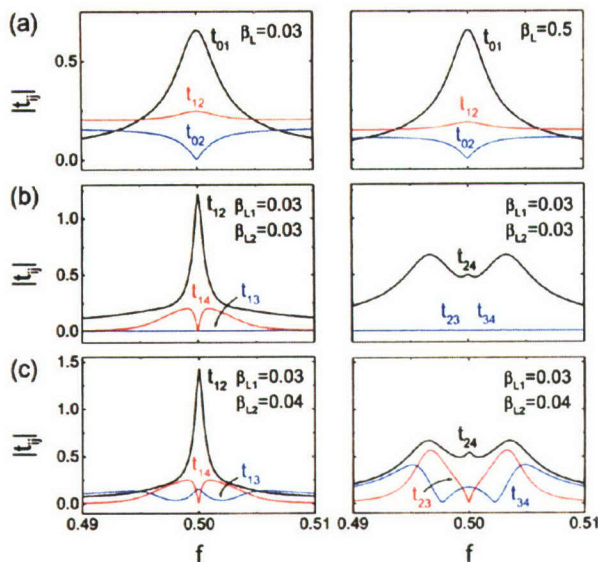 (a)
|tij|
0.5
0.0
t01
βL=0.03
t12
t02
t01
βL=0.5
t12
t02
(b)
|tij|
1.0
0.5
0.0
t12
βL1=0.03
βL2=0.03
t14
t13
βL1=0.03
βL2=0.03
t24
t23
t34
(c)
|tij|
1.5
1.0
0.5
0.0
t12
βL1=0.03
βL2=0.04
t14
t13
βL1=0.03
βL2=0.04
t24
t23
t34
0.49 0.50 0.51
0.49 0.50 0.51
f
f